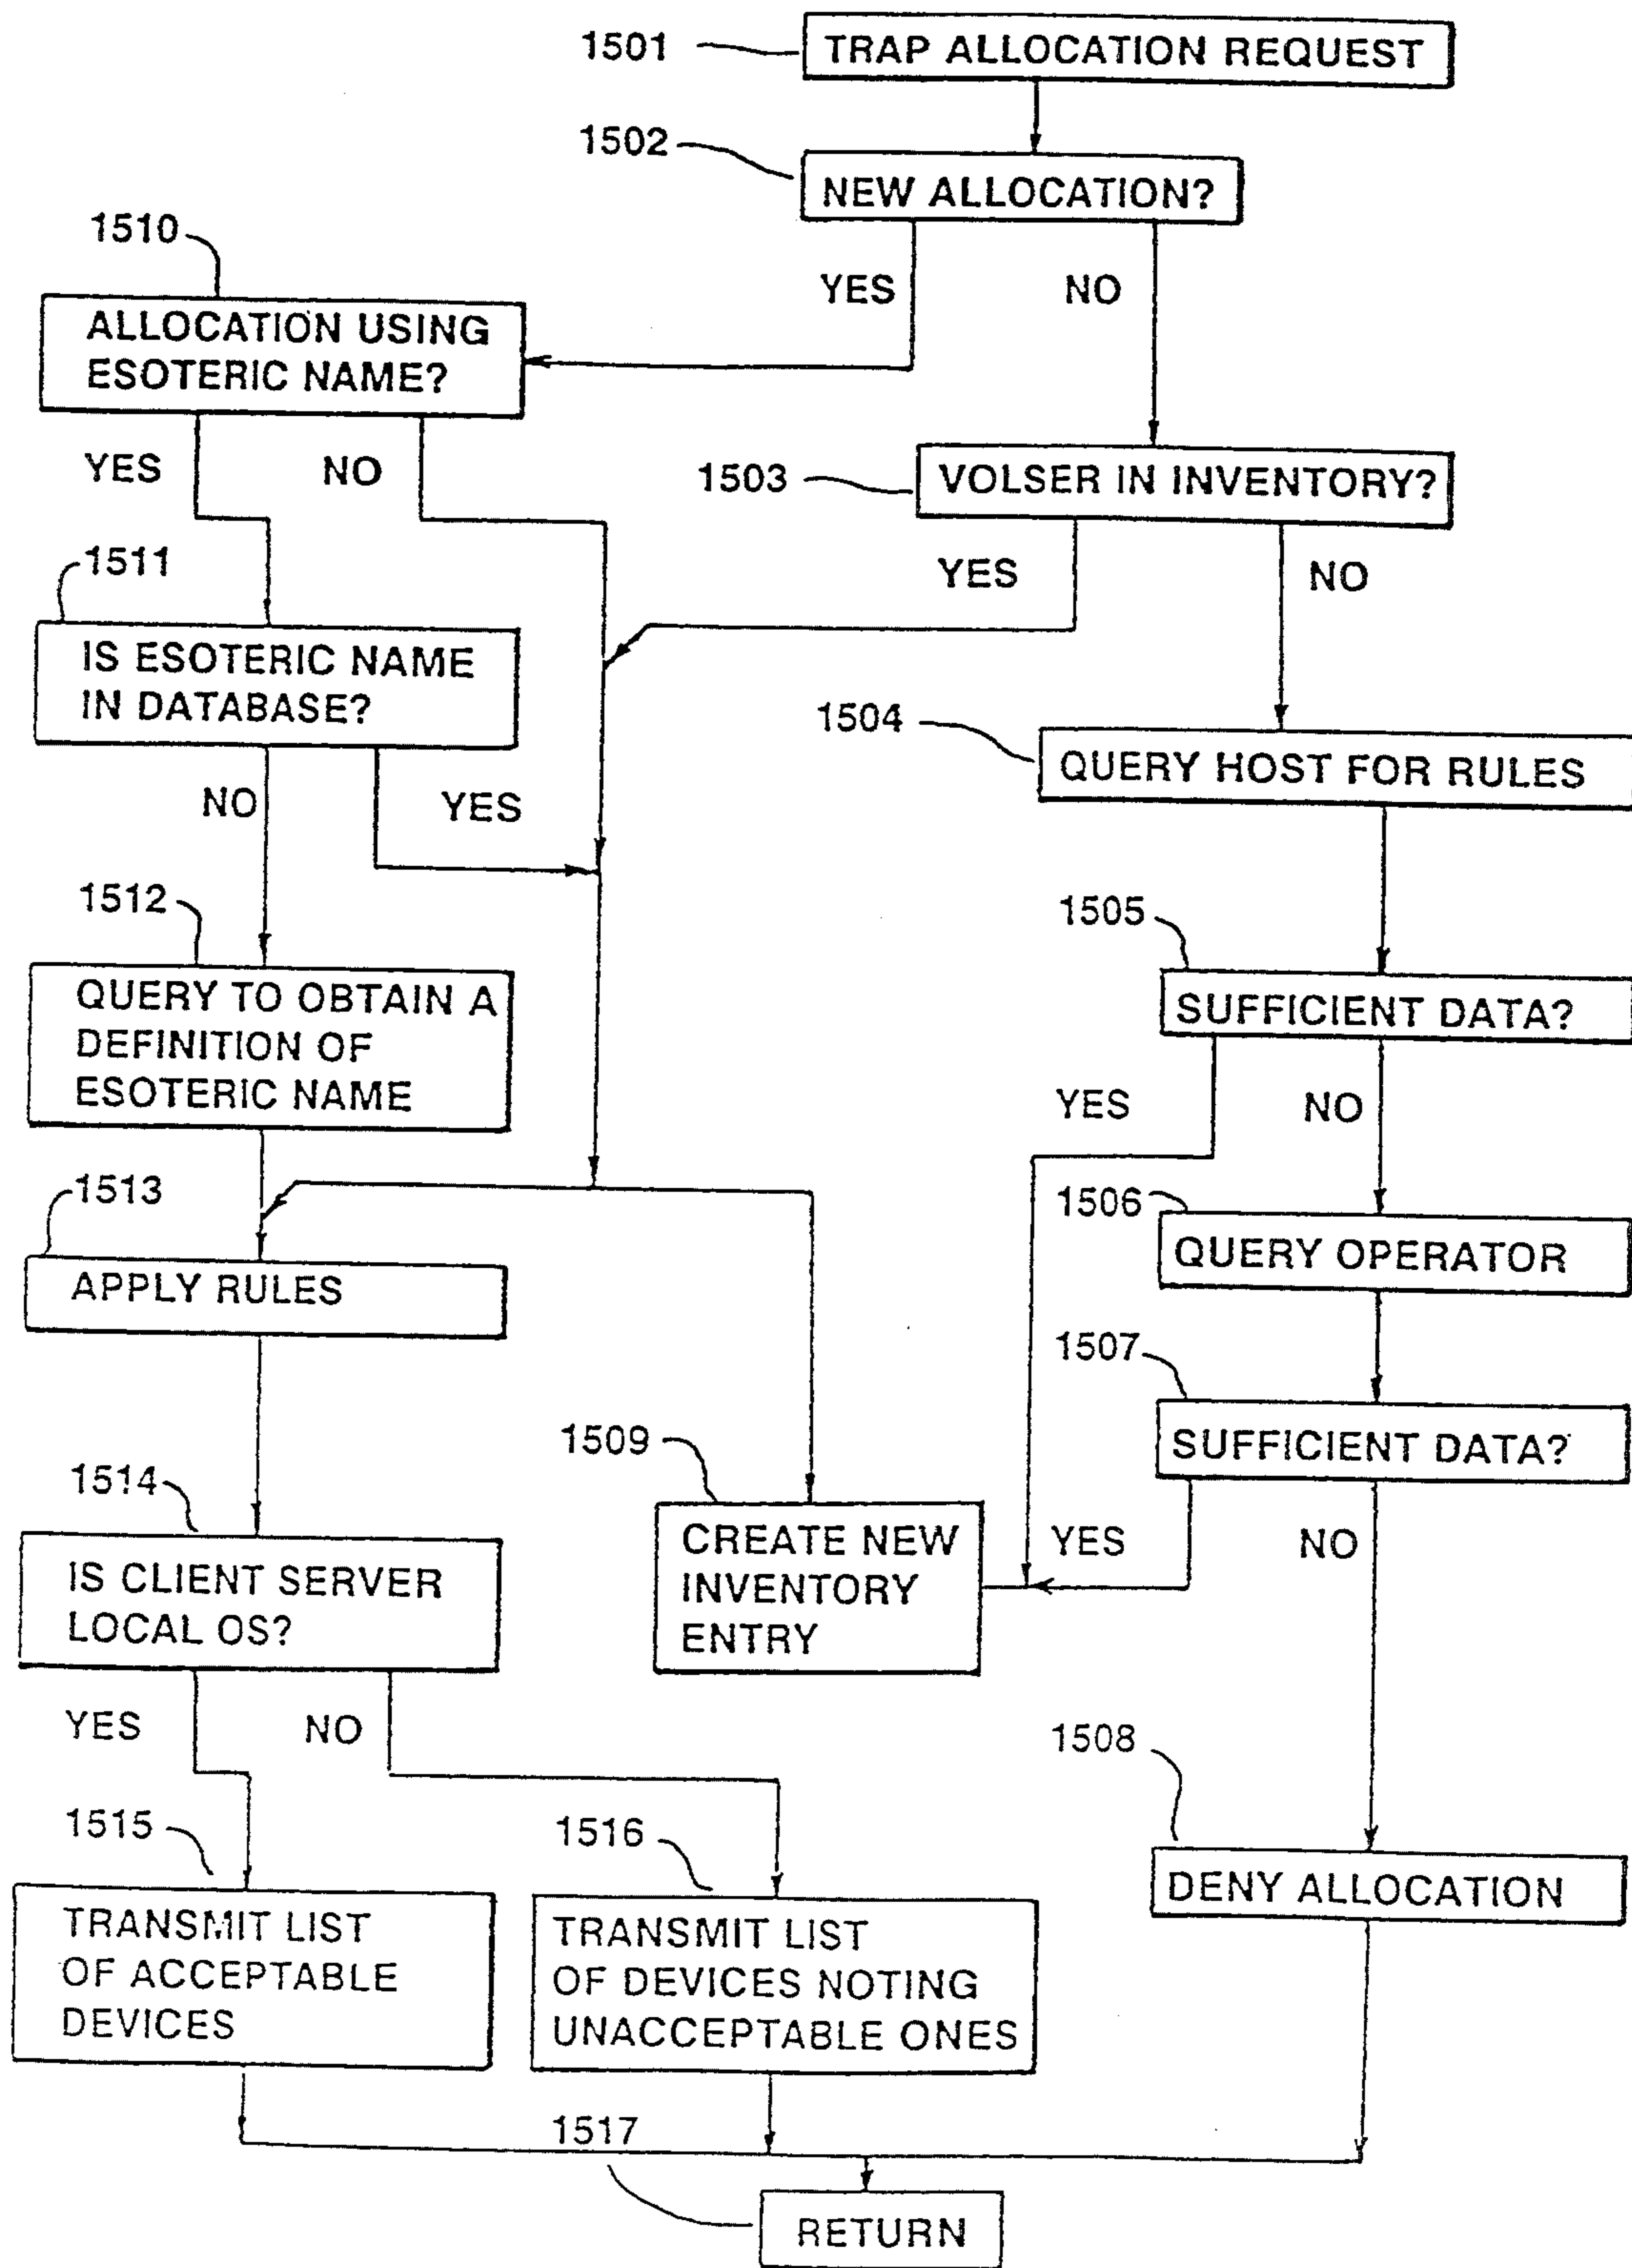 1501
TRAP ALLOCATION REQUEST
1502
NEW ALLOCATION?
YES
NO
1510
ALLOCATION USING
ESOTERIC NAME?
YES
NO
1503
VOLSER IN INVENTORY?
YES
NO
1511
IS ESOTERIC NAME
IN DATABASE?
NO
YES
1504
QUERY HOST FOR RULES
1512
QUERY TO OBTAIN A
DEFINITION OF
ESOTERIC NAME
1505
SUFFICIENT DATA?
YES
NO
1513
APPLY RULES
1506
QUERY OPERATOR
1507
SUFFICIENT DATA?
YES
NO
1509
CREATE NEW
INVENTORY
ENTRY
1514
IS CLIENT SERVER
LOCAL OS?
YES
NO
1508
DENY ALLOCATION
1515
TRANSMIT LIST
OF ACCEPTABLE
DEVICES
1516
TRANSMIT LIST
OF DEVICES NOTING
UNACCEPTABLE ONES
1517
RETURN